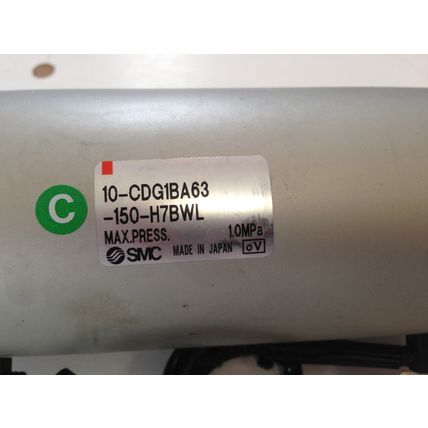 C
10-CDG1BA63
-150-H7BWL
MAX.PRESS. 1.0MPa
SMC MADE IN JAPAN oV